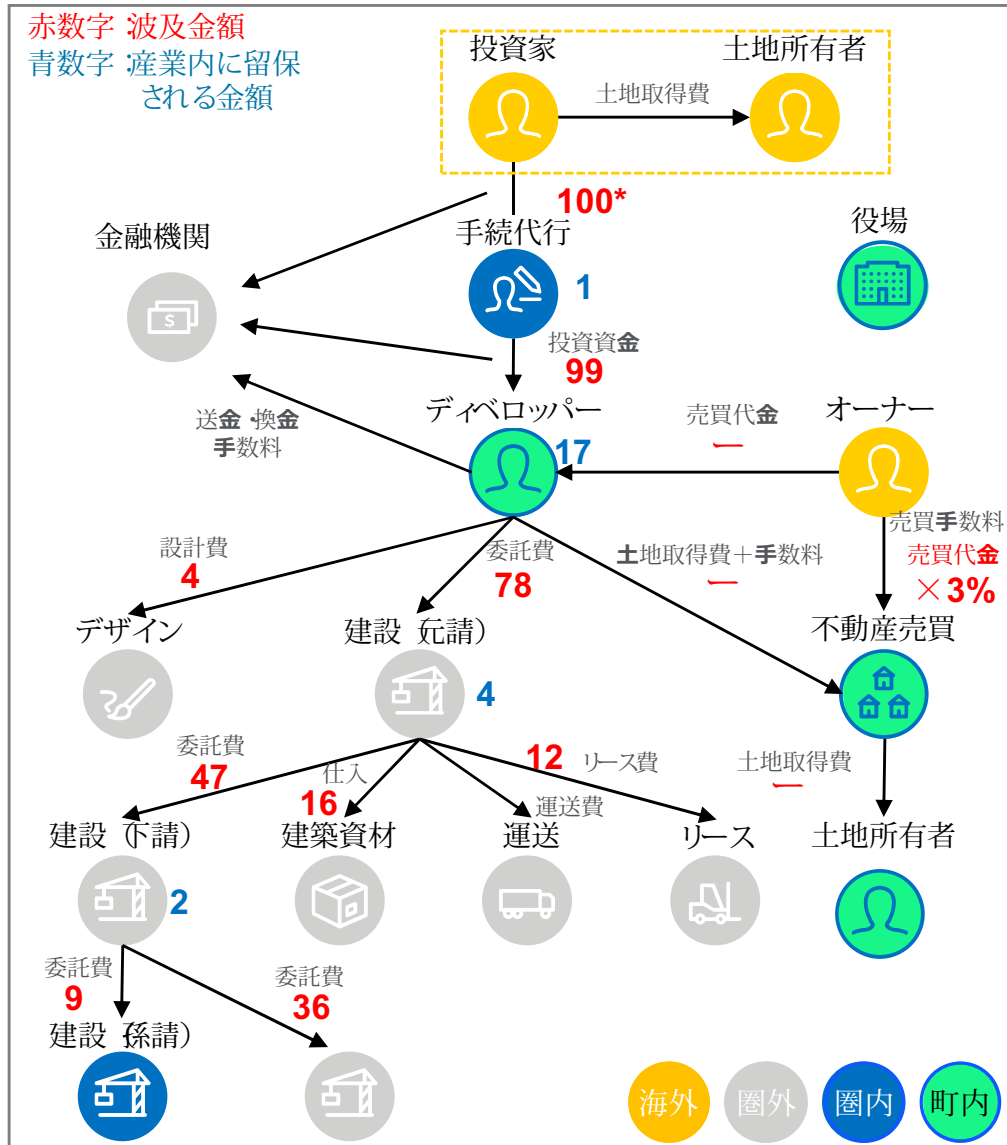 赤数字：波及金額
青数字：産業内に留保
される金額
投資家
土地所有者
土地取得費
100*
金融機関
手続代行
役場
1
投資資金
99
ディベロッパー
売買代金
オーナー
送金・換金
手数料
17
ー
売買手数料
設計費
委託費
土地取得費＋手数料
売買代金
4
78
ー
×3%
デザイン
建設（元請）
不動産売買
4
委託費
47
仕入
16
12
リース費
土地取得費
ー
運送費
建設（下請）
建築資材
運送
リース
土地所有者
2
委託費
9
委託費
36
建設（孫請）
海外
圏外
圏内
町内